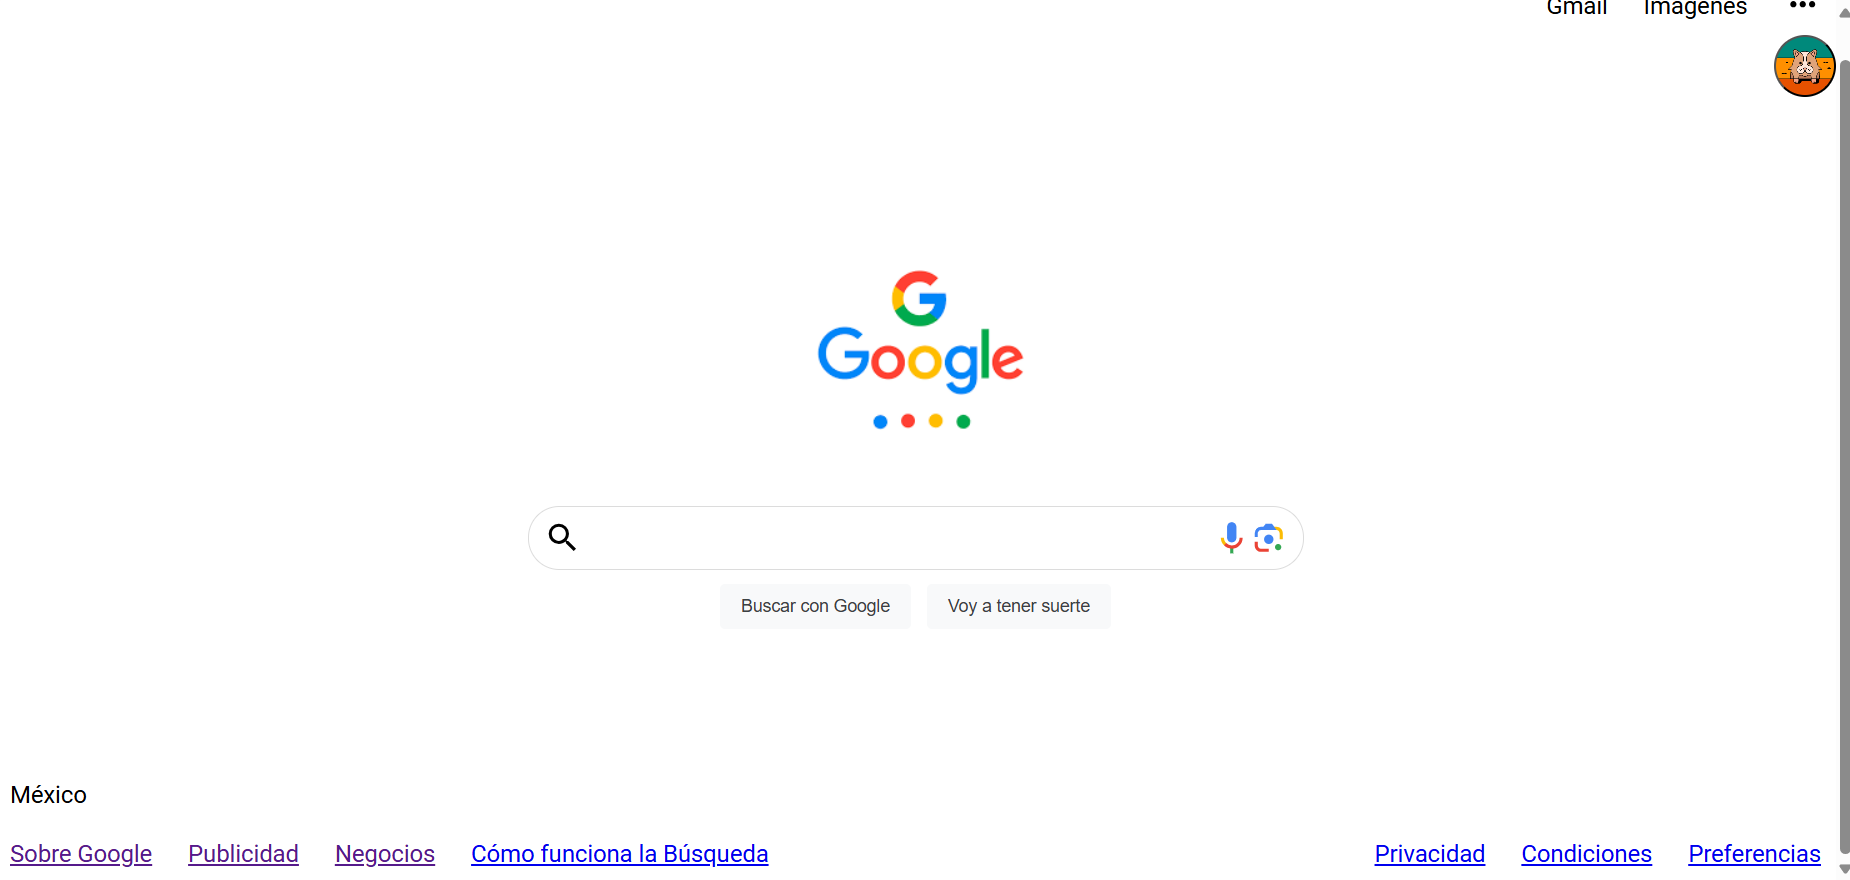 Gmail Imágenes
G
Google
Buscar con Google Voy a tener suerte
México
Sobre Google Publicidad Negocios Cómo funciona la Búsqueda Privacidad Condiciones Preferencias